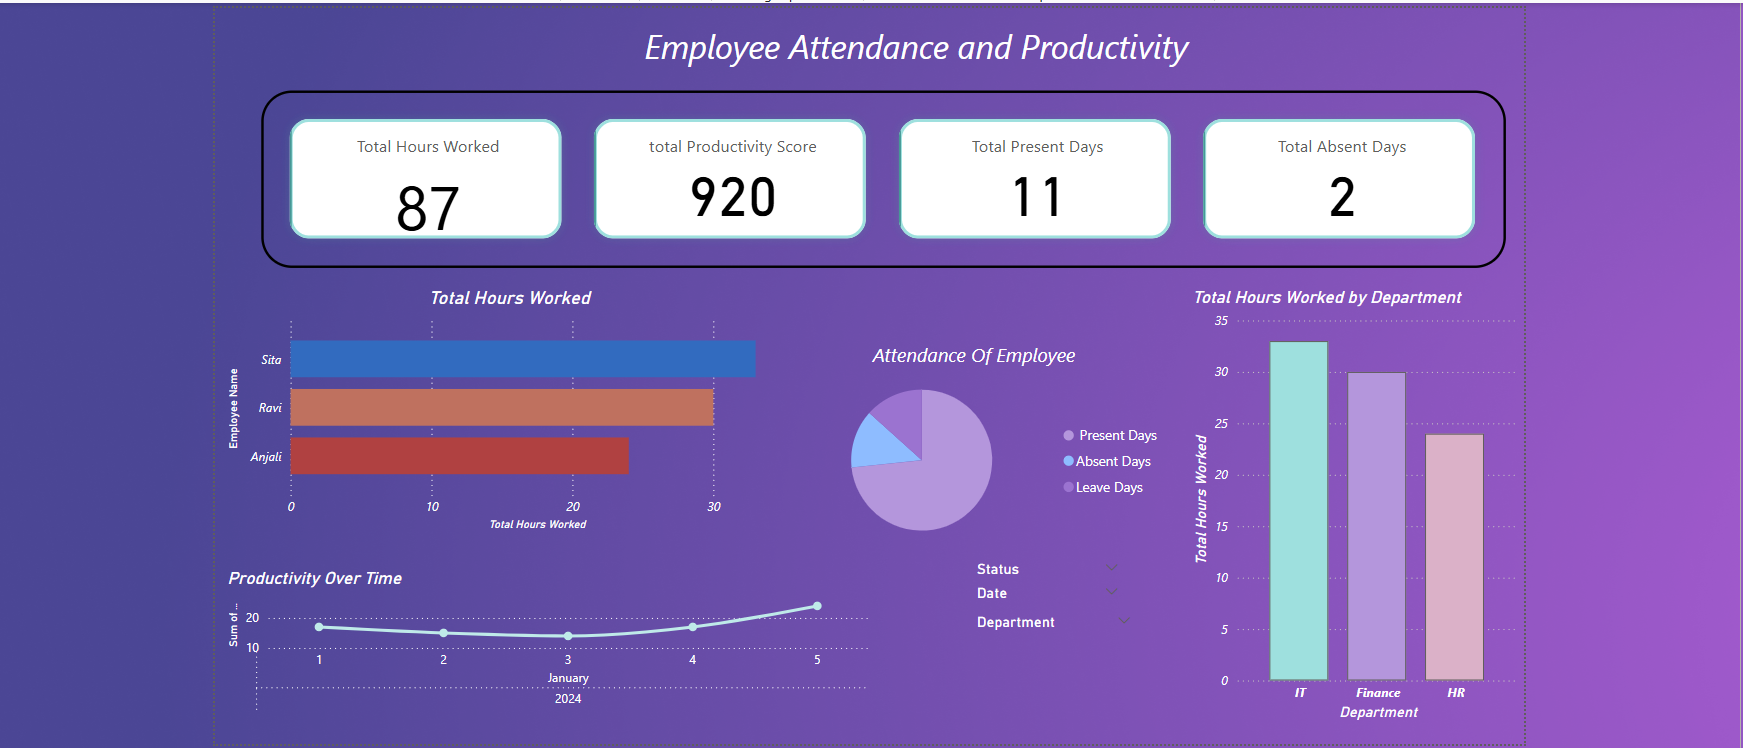 Employee Attendance and Productivity
Total Hours Worked
87
total Productivity Score
920
Total Present Days
11
Total Absent Days
2
Total Hours Worked
Employee Name
Sita
Ravi
Anjali
0 10 20 30
Total Hours Worked
Attendance Of Employee
Present Days
Absent Days
Leave Days
Total Hours Worked by Department
Total Hours Worked
35
30
25
20
15
10
5
0
IT Finance HR
Department
Productivity Over Time
Sum of ...
20
10
1 2 3 4 5
January
2024
Status
Date
Department